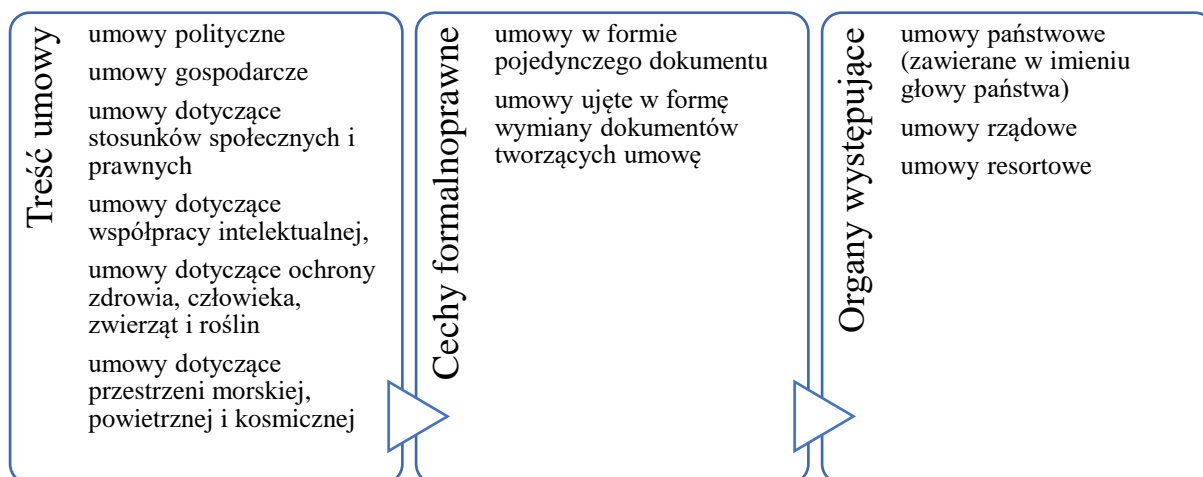 Treść umowy
umowy polityczne
umowy gospodarcze
umowy dotyczące
stosunków społecznych i
prawnych
umowy dotyczące
współpracy intelektualnej,
umowy dotyczące ochrony
zdrowia, człowieka,
zwierząt i roślin
umowy dotyczące
przestrzeni morskiej,
powietrznej i kosmicznej
Cechy formalnoprawne
umowy w formie
pojedynczego dokumentu
umowy ujęte w formę
wymiany dokumentów
tworzących umowę
Organy występujące
umowy państwowe
(zawierane w imieniu
głowy państwa)
umowy rządowe
umowy resortowe